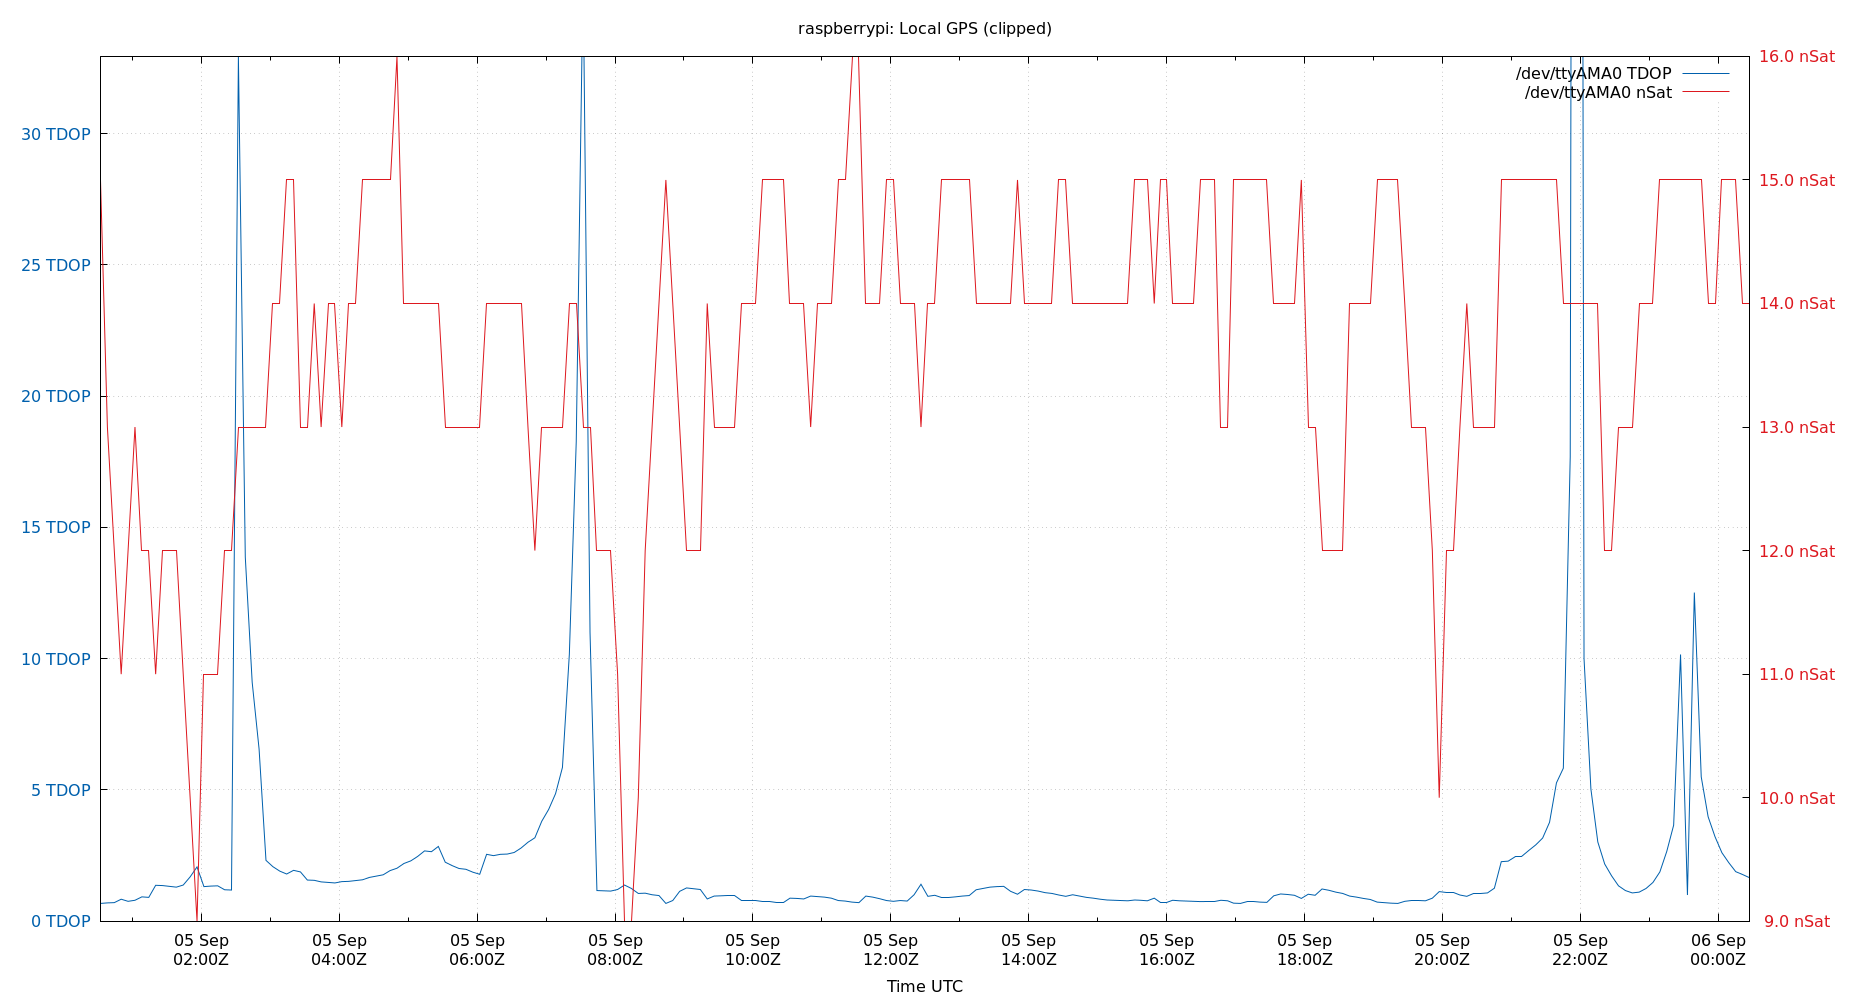 raspberrypi: Local GPS (clipped)
/dev/ttyAMA0 TDOP
/dev/ttyAMA0 nSat
30 TDOP
25 TDOP
20 TDOP
15 TDOP
10 TDOP
5 TDOP
0 TDOP
16.0 nSat
15.0 nSat
14.0 nSat
13.0 nSat
12.0 nSat
11.0 nSat
10.0 nSat
9.0 nSat
05 Sep
02:00Z
05 Sep
04:00Z
05 Sep
06:00Z
05 Sep
08:00Z
05 Sep
10:00Z
05 Sep
12:00Z
05 Sep
14:00Z
05 Sep
16:00Z
05 Sep
18:00Z
05 Sep
20:00Z
05 Sep
22:00Z
06 Sep
00:00Z
Time UTC